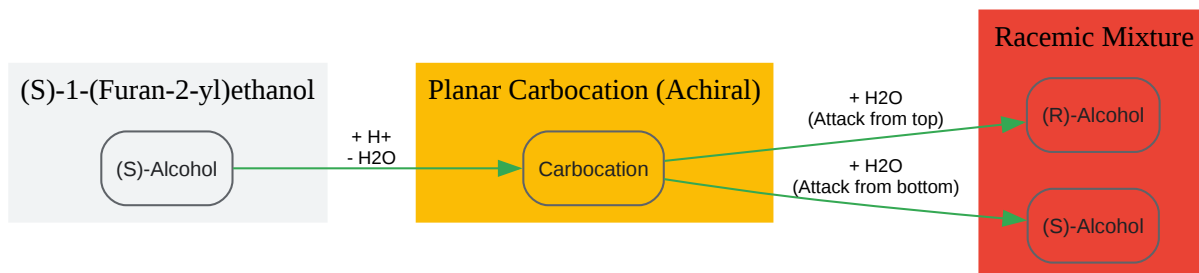 (S)-1-(Furan-2-yl)ethanol
(S)-Alcohol
+ H+
- H2O
Planar Carbocation (Achiral)
Carbocation
+ H2O
(Attack from top)
+ H2O
(Attack from bottom)
Racemic Mixture
(R)-Alcohol
(S)-Alcohol